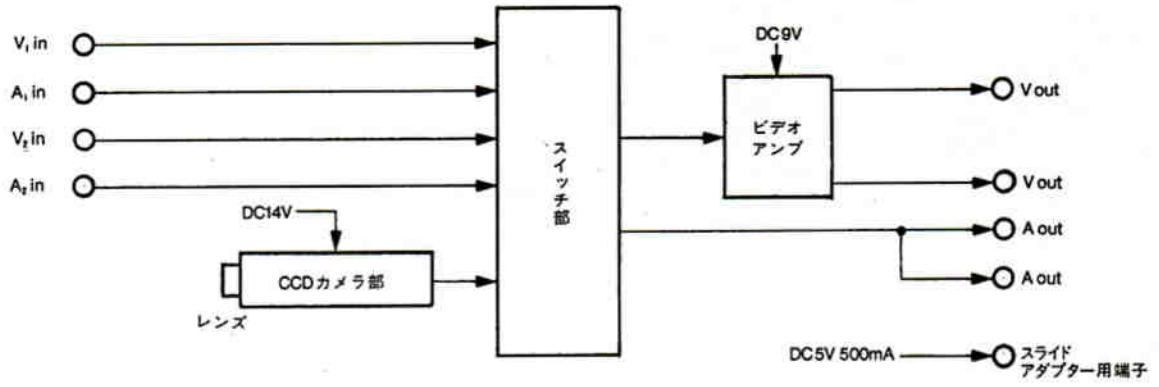 V₁ in
A₁ in
V₂ in
A₂ in
DC14V
CCDカメラ部
レンズ
スイッチ部
DC9V
ビデオ
アンプ
V out
V out
A out
A out
DC5V 500mA
スライド
アダプター用端子